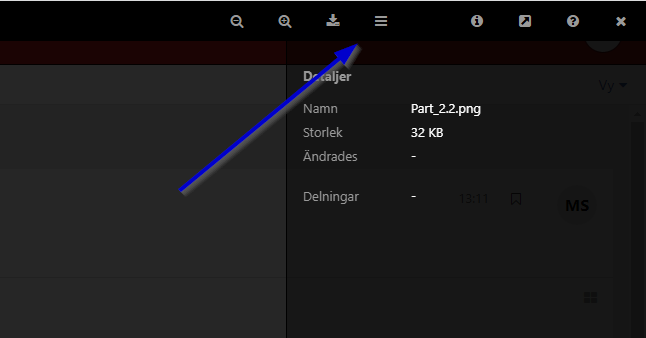 Detaljer
Vy
Namn Part_2.2.png
Storlek 32 KB
Ändrades -
Delningar -
13:11
MS